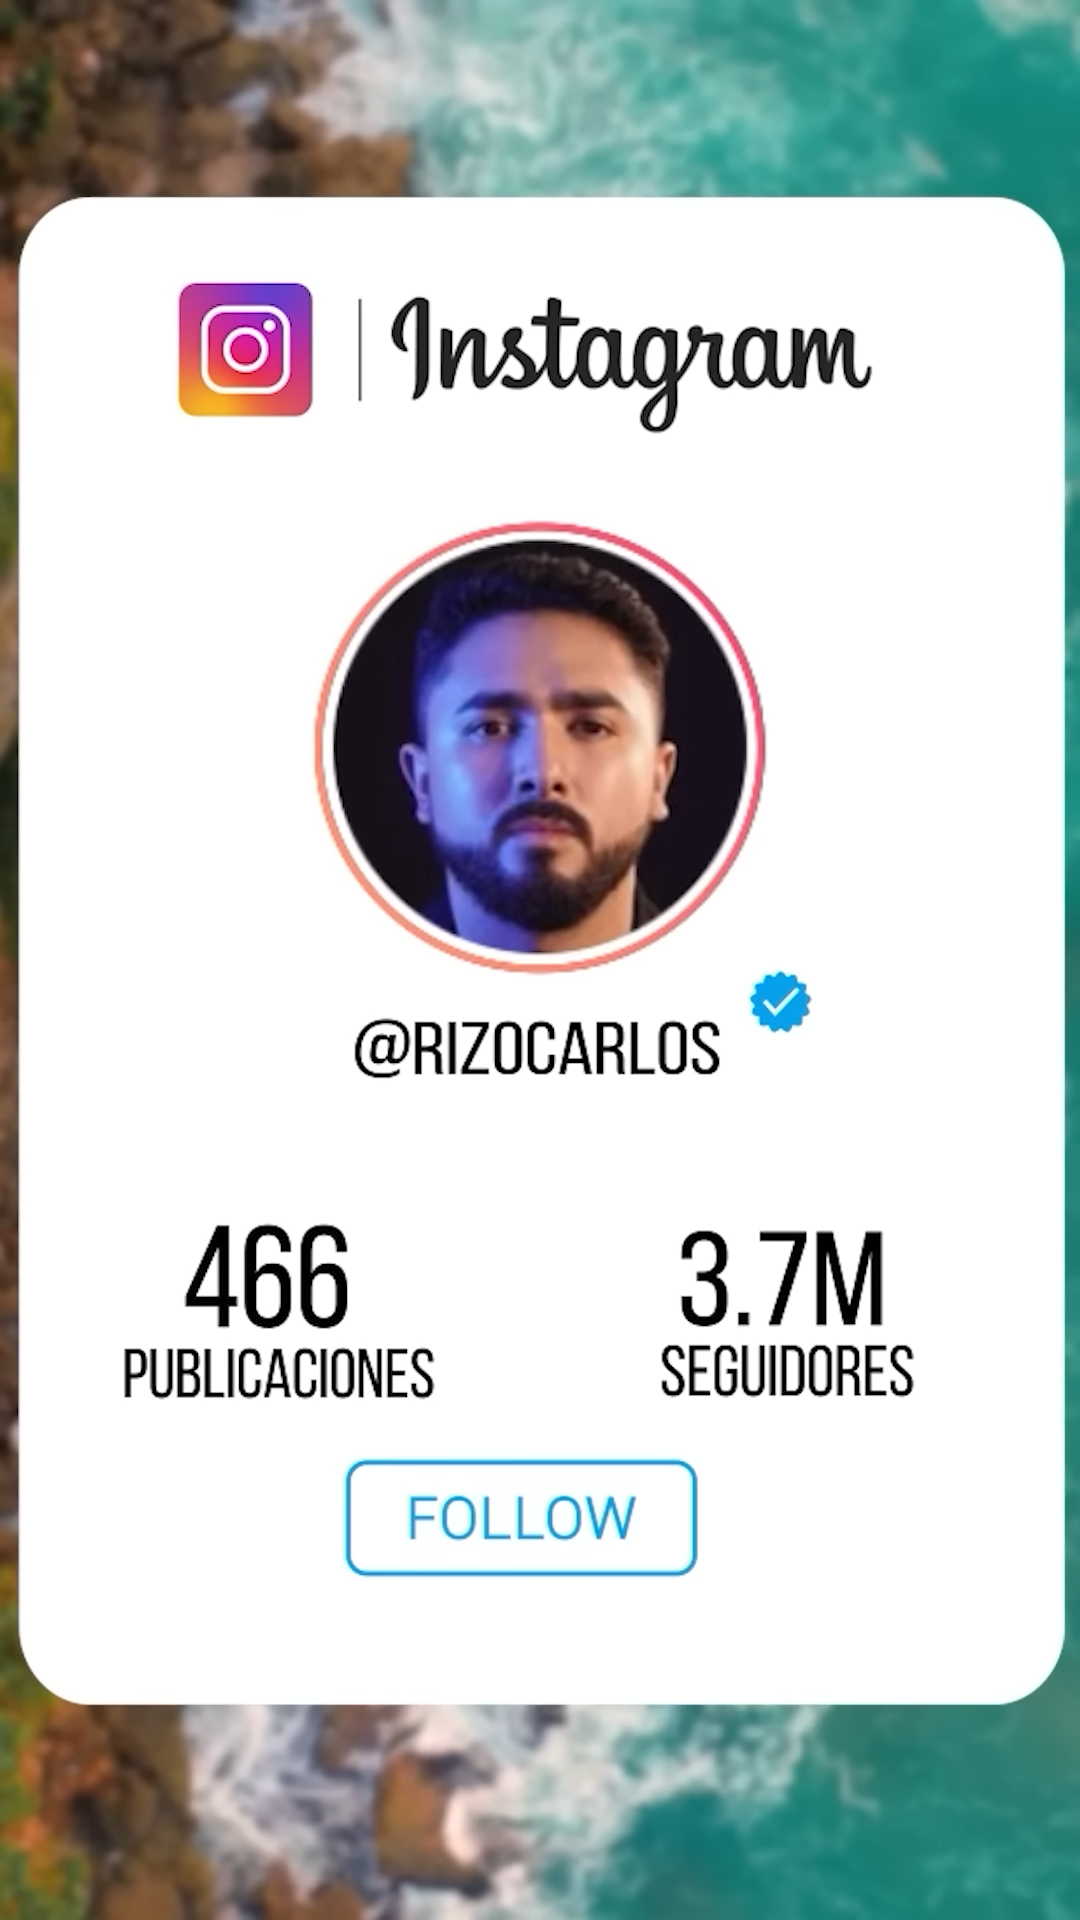 Instagram
@RIZOCARLOS
466
PUBLICACIONES
3.7M
SEGUIDORES
FOLLOW